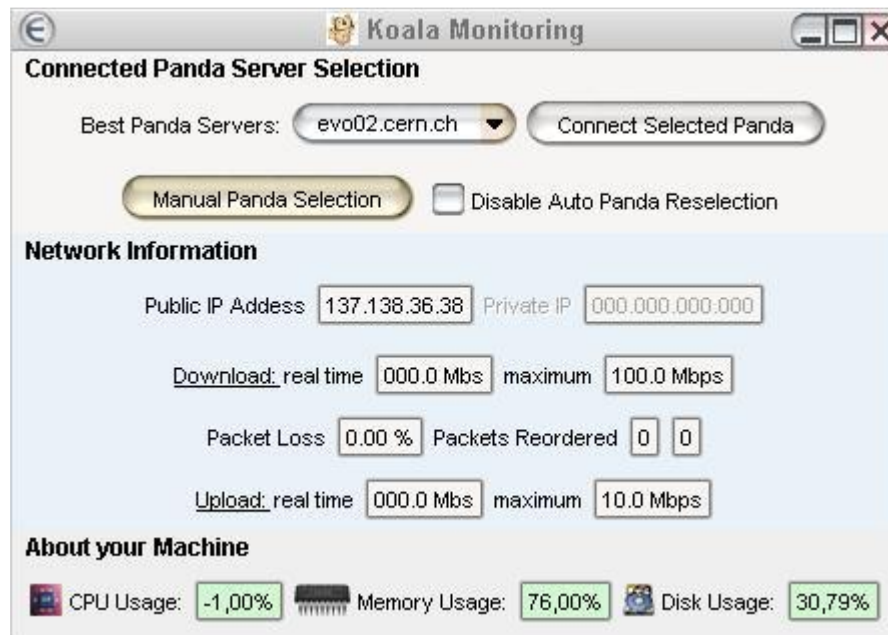 Koala Monitoring
Connected Panda Server Selection
Best Panda Servers: evo02.cern.ch Connect Selected Panda
Manual Panda Selection Disable Auto Panda Reselection
Network Information
Public IP Addess 137.138.36.38 Private IP 000.000.000.000
Download: real time 000.0 Mbs maximum 100.0 Mbps
Packet Loss 0.00 % Packets Reordered 0 0
Upload: real time 000.0 Mbs maximum 10.0 Mbps
About your Machine
CPU Usage: -1,00% Memory Usage: 76,00% Disk Usage: 30,79%